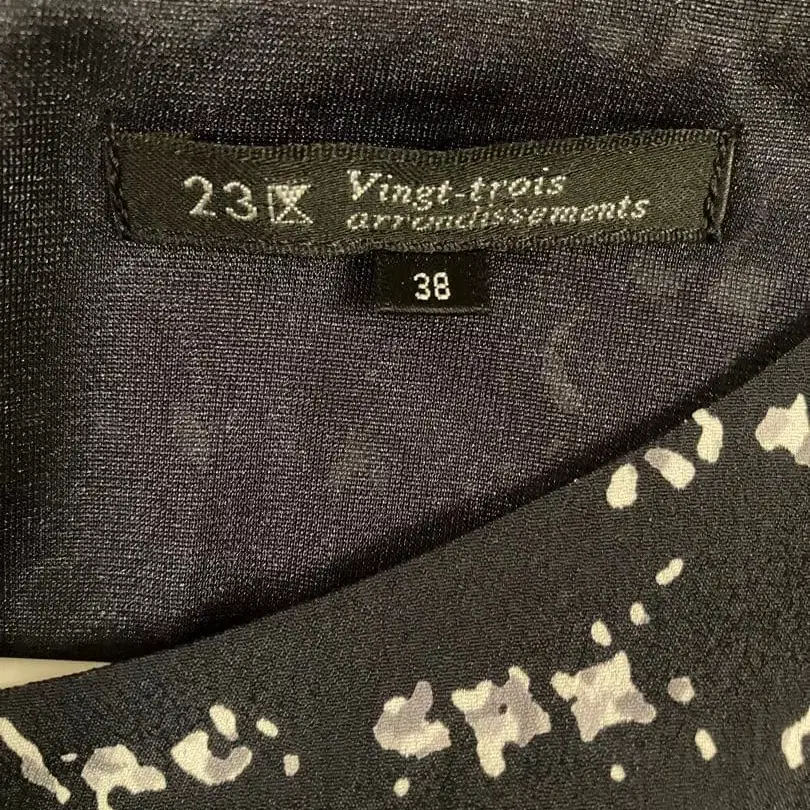 23区 Vingt-trois
arrondissements
38